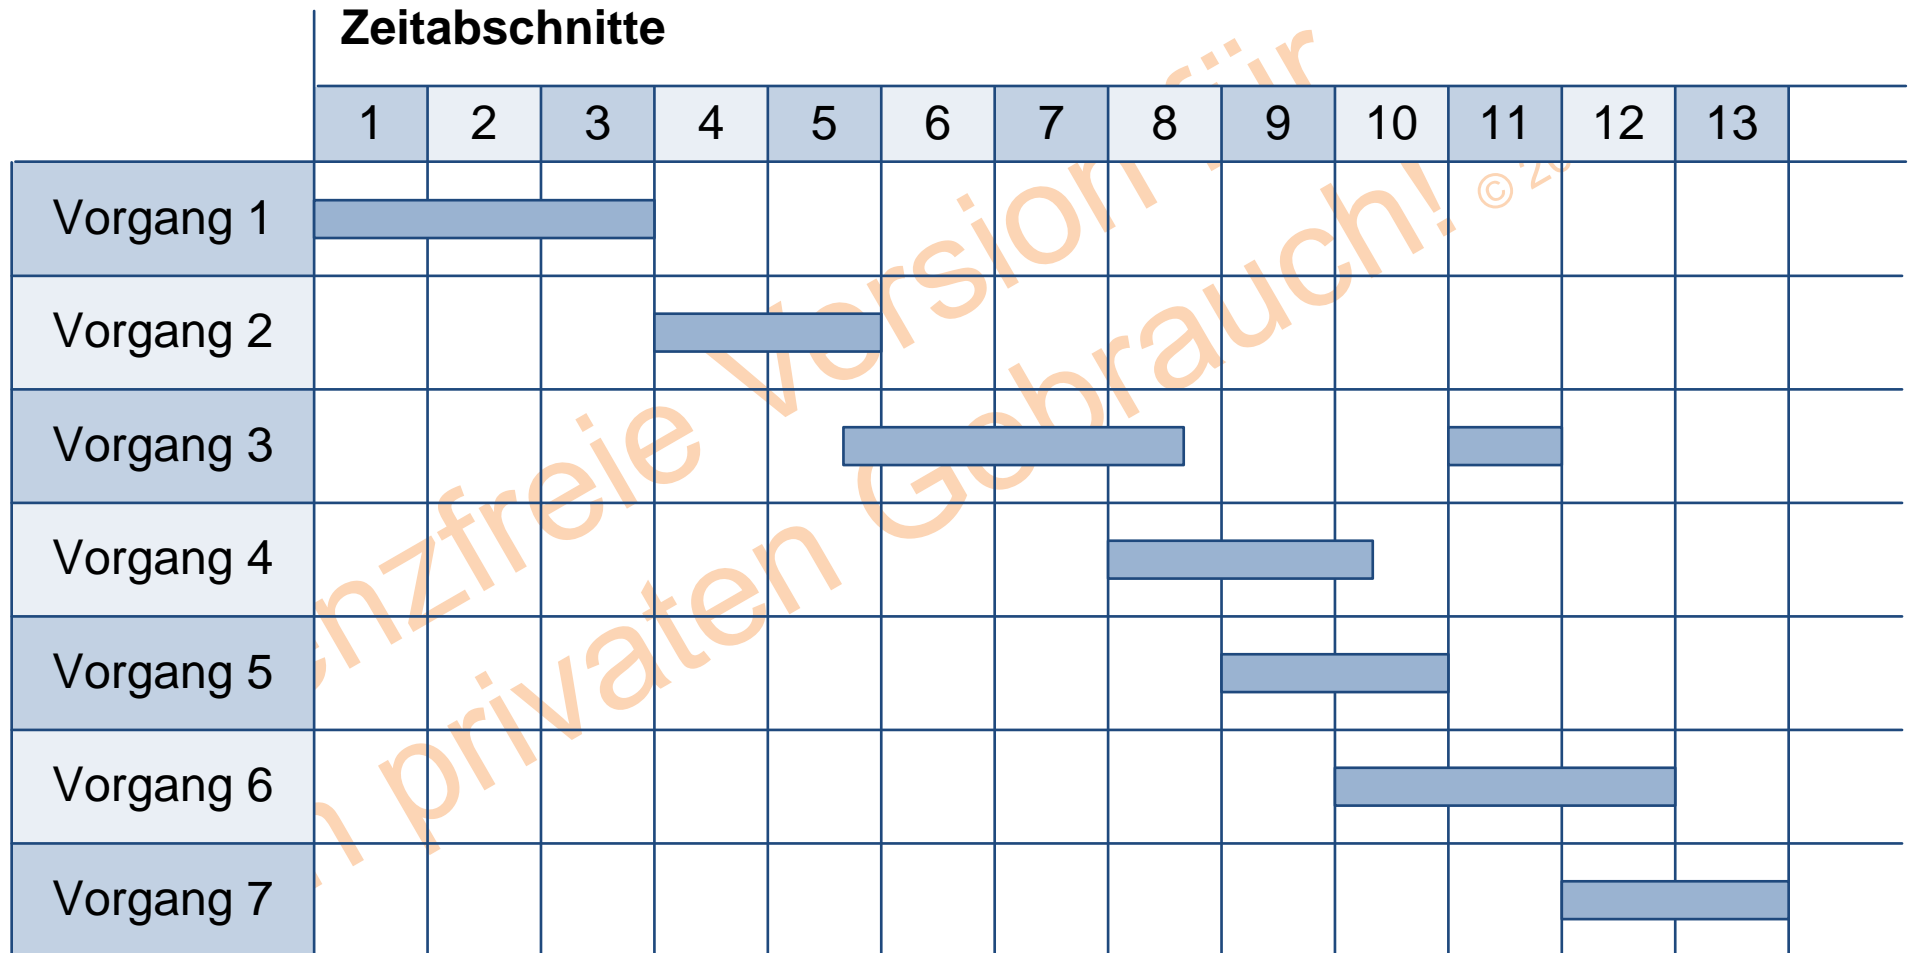 Zeitabschnitte
1 2 3 4 5 6 7 8 9 10 11 12 13
Vorgang 1
Vorgang 2
Vorgang 3
Vorgang 4
Vorgang 5
Vorgang 6
Vorgang 7
Version für
privaten Gebrauch! ©